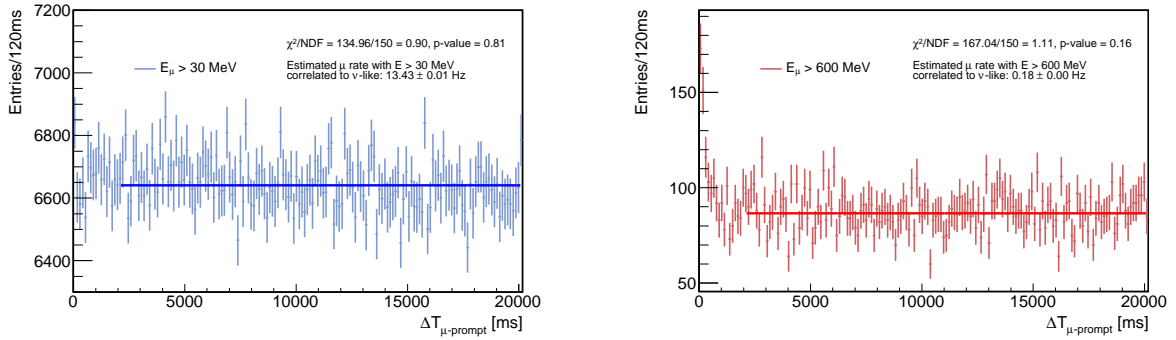 7200
7000
6800
6600
6400
Entries/120ms
χ²/NDF = 134.96/150 = 0.90, p-value = 0.81
E_μ > 30 MeV
Estimated μ rate with E > 30 MeV
correlated to ν-like: 13.43 ± 0.01 Hz
0 5000 10000 15000 20000
ΔT_μ-prompt [ms]
150
100
50
Entries/120ms
χ²/NDF = 167.04/150 = 1.11, p-value = 0.16
E_μ > 600 MeV
Estimated μ rate with E > 600 MeV
correlated to ν-like: 0.18 ± 0.00 Hz
0 5000 10000 15000 20000
ΔT_μ-prompt [ms]